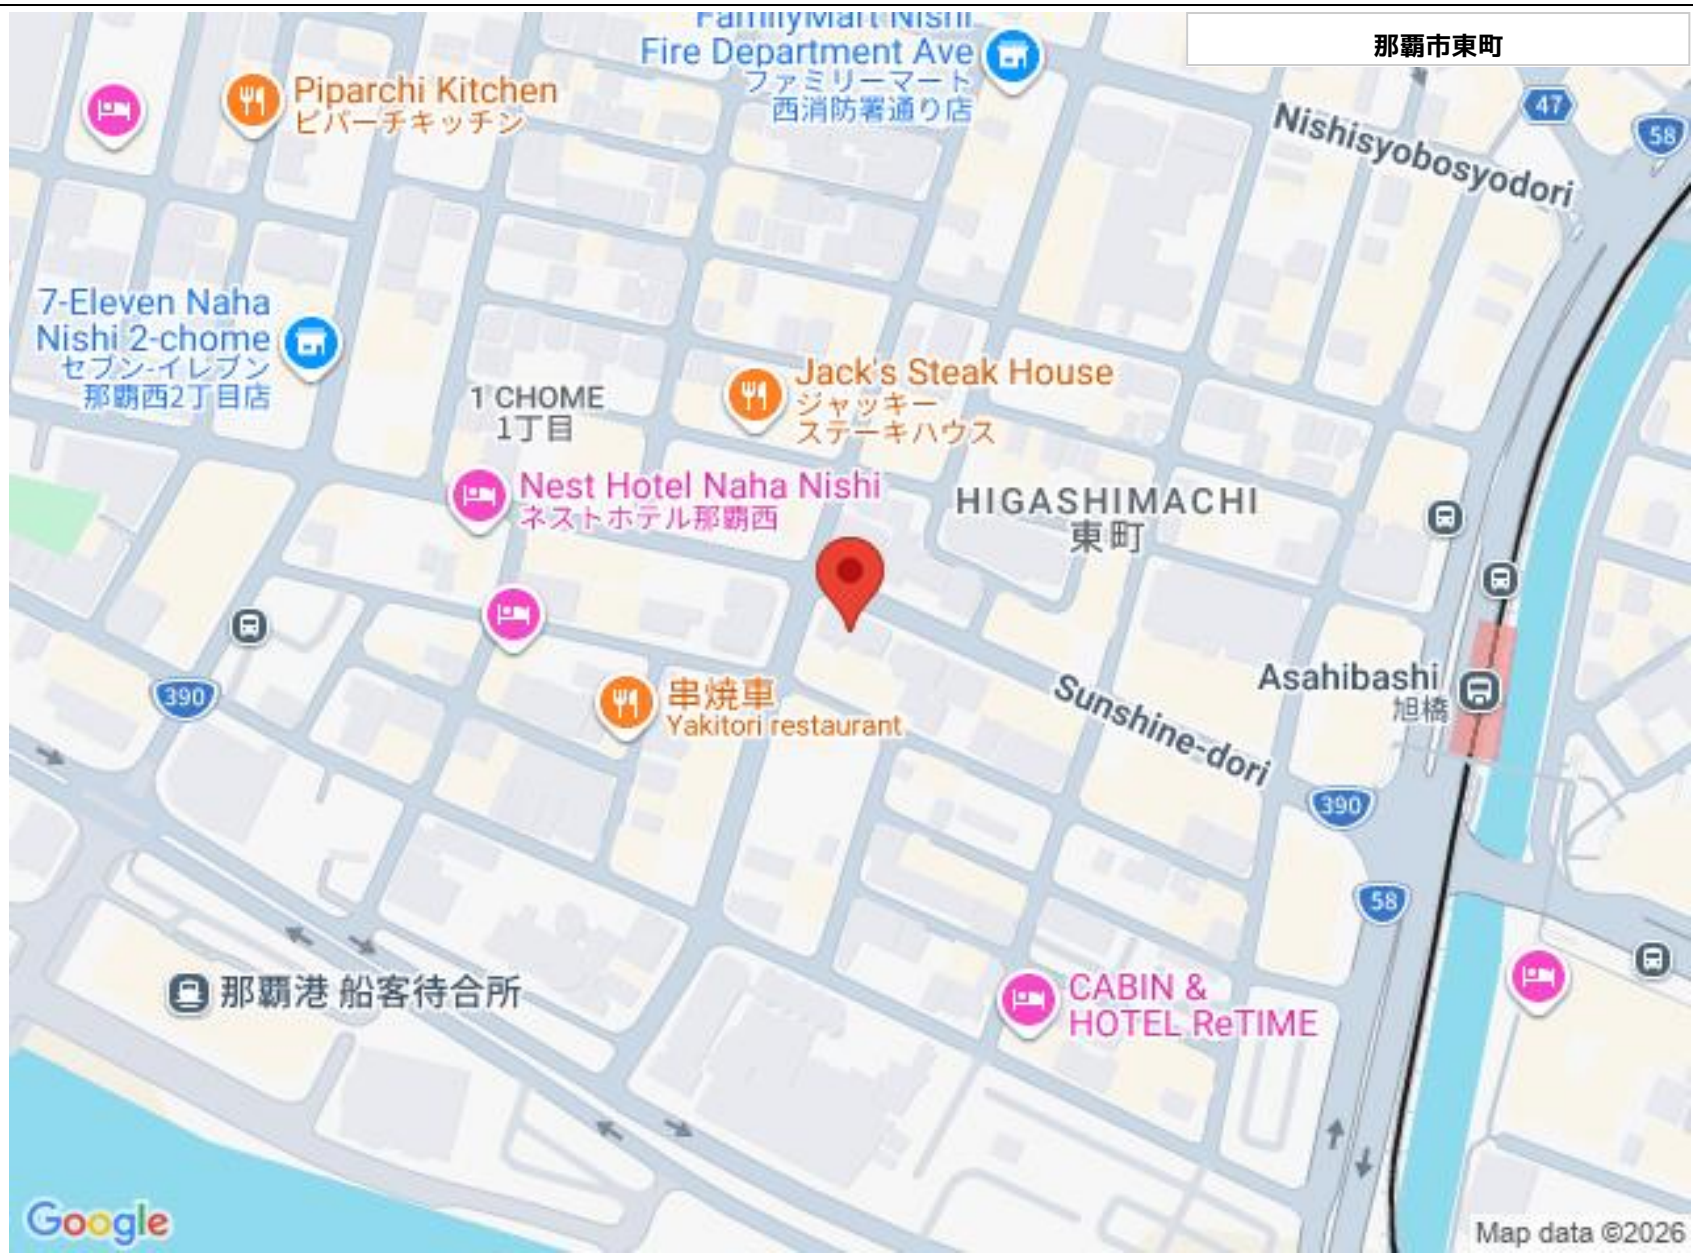 FamilyMart Nishi
Fire Department Ave
ファミリーマート
西消防署通り店
那覇市東町
Piparchi Kitchen
ピパーチキッチン
47
58
Nishisyobosyodori
7-Eleven Naha
Nishi 2-chome
セブン-イレブン
那覇西2丁目店
Jack's Steak House
ジャッキー
ステーキハウス
1 CHOME
1丁目
Nest Hotel Naha Nishi
ネストホテル那覇西
HIGASHIMACHI
東町
390
串焼車
Yakitori restaurant
Sunshine-dori
Asahibashi
旭橋
390
58
那覇港 船客待合所
CABIN &
HOTEL ReTIME
Google
Map data ©2026